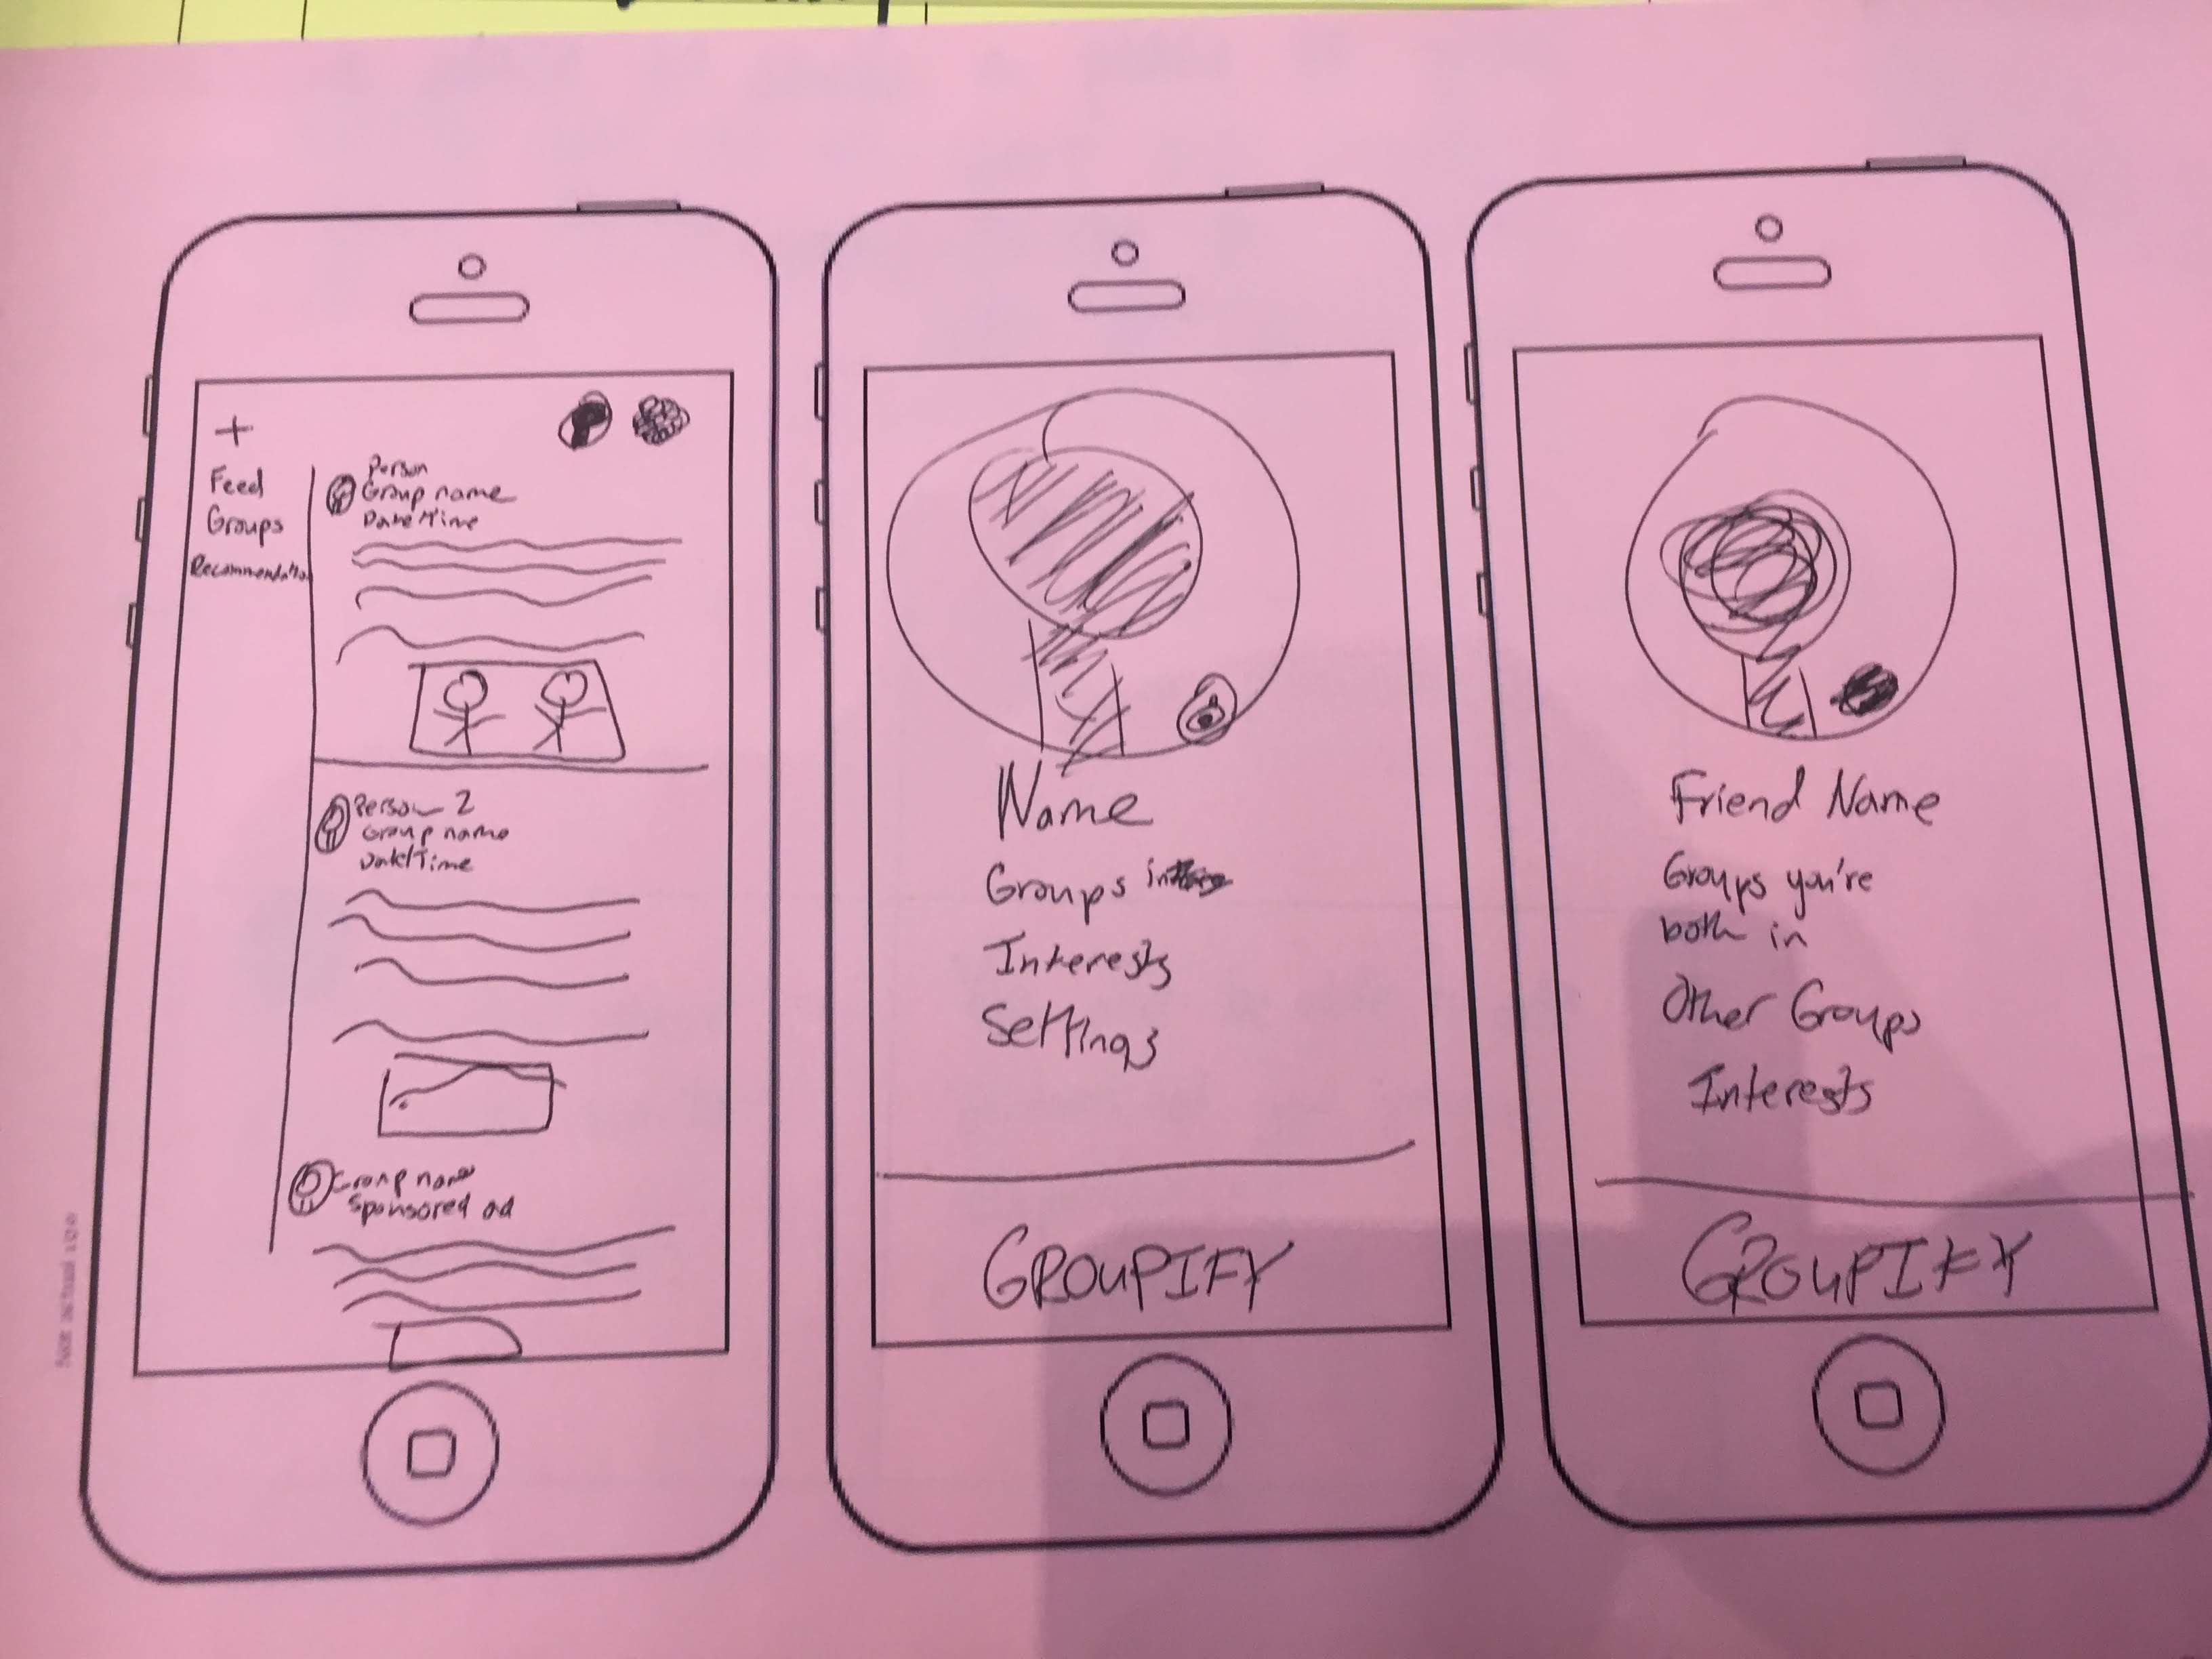 +
Feed
Groups
Recommendation
Person
Group name
Date/Time
Person 2
Group name
Date/Time
Group name
Sponsored ad
Name
Groups in
Interests
Settings
GROUPIFY
Friend Name
Groups you're
both in
Other Groups
Interests
GROUPIFY